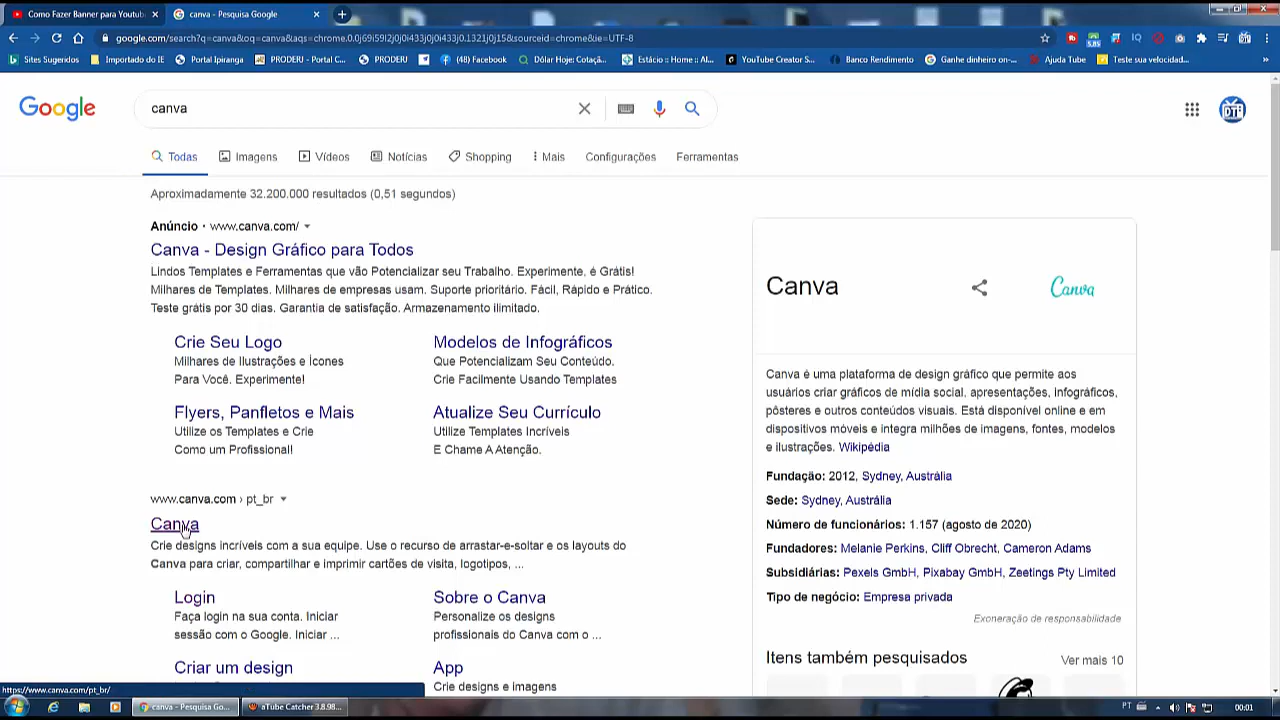 Como Fazer Banner para Youtub
canva - Pesquisa Google
google.com/search?q=canva&oq=canva&aqs=chrome.0.0j69i59l2j0j0i433j0j0i433j0.1321j0j15&sourceid=chrome&ie=UTF-8
Sites Sugeridos
Importado do IE
Portal Ipiranga
PRODERJ - Portal C...
PRODERJ
(48) Facebook
Dólar Hoje: Cotaçã...
Estácio :: Home :: Al...
YouTube Creator S...
Banco Rendimento
Ganhe dinheiro on-...
Ajuda Tube
Teste sua velocidad...
Google
canva
Todas
Imagens
Vídeos
Notícias
Shopping
Mais
Configurações
Ferramentas
Aproximadamente 32.200.000 resultados (0,51 segundos)
Anúncio · www.canva.com/
Canva - Design Gráfico para Todos
Lindos Templates e Ferramentas que vão Potencializar seu Trabalho. Experimente, é Grátis!
Milhares de Templates. Milhares de empresas usam. Suporte prioritário. Fácil, Rápido e Prático.
Teste grátis por 30 dias. Garantia de satisfação. Armazenamento ilimitado.
Crie Seu Logo
Milhares de Ilustrações e Ícones
Para Você. Experimente!
Modelos de Infográficos
Que Potencializam Seu Conteúdo.
Crie Facilmente Usando Templates
Flyers, Panfletos e Mais
Utilize os Templates e Crie
Como um Profissional!
Atualize Seu Currículo
Utilize Templates Incríveis
E Chame A Atenção.
www.canva.com › pt_br
Canva
Crie designs incríveis com a sua equipe. Use o recurso de arrastar-e-soltar e os layouts do
Canva para criar, compartilhar e imprimir cartões de visita, logotipos, ...
Login
Faça login na sua conta. Iniciar
sessão com o Google. Iniciar ...
Sobre o Canva
Personalize os designs
profissionais do Canva com o ...
Criar um design
App
Crie designs e imagens
Canva
Canva
Canva é uma plataforma de design gráfico que permite aos
usuários criar gráficos de mídia social, apresentações, infográficos,
pôsteres e outros conteúdos visuais. Está disponível online e em
dispositivos móveis e integra milhões de imagens, fontes, modelos
e ilustrações. Wikipédia
Fundação: 2012, Sydney, Austrália
Sede: Sydney, Austrália
Número de funcionários: 1.157 (agosto de 2020)
Fundadores: Melanie Perkins, Cliff Obrecht, Cameron Adams
Subsidiárias: Pexels GmbH, Pixabay GmbH, Zeetings Pty Limited
Tipo de negócio: Empresa privada
Exoneração de responsabilidade
Itens também pesquisados
Ver mais 10
https://www.canva.com/pt_br/
canva - Pesquisa Go...
aTube Catcher 3.8.98...
PT
00:01